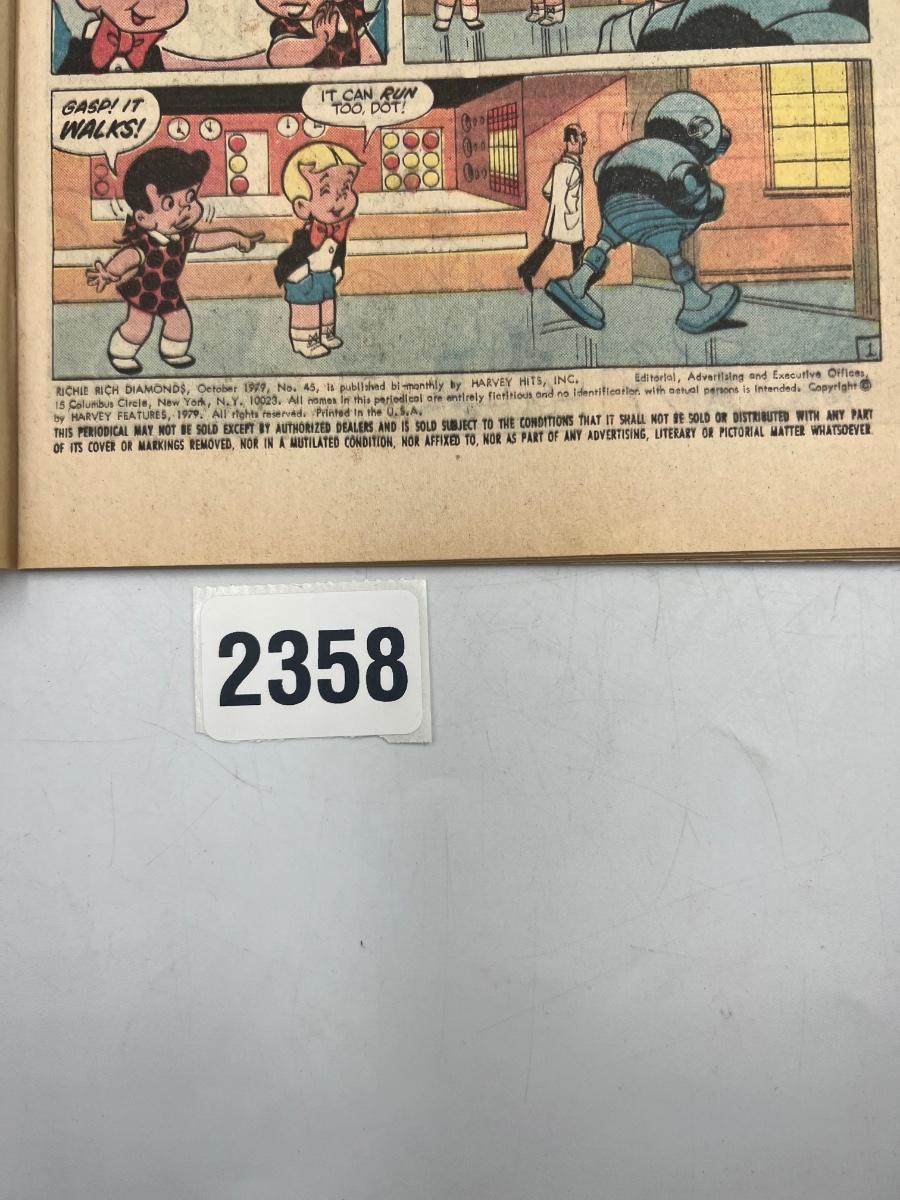 GASP! IT
WALKS!
IT CAN RUN
TOO, DOT!
1
RICHIE RICH DIAMONDS, October 1979, No. 45, is published bi-monthly by HARVEY HITS, INC. Editorial, Advertising and Executive Offices,
15 Columbus Circle, New York, N.Y. 10023. All names in this periodical are entirely fictitious and no identification with actual persons is intended. Copyright ©
by HARVEY FEATURES, 1979. All rights reserved. Printed in the U.S.A.
THIS PERIODICAL MAY NOT BE SOLD EXCEPT BY AUTHORIZED DEALERS AND IS SOLD SUBJECT TO THE CONDITIONS THAT IT SHALL NOT BE SOLD OR DISTRIBUTED WITH ANY PART
OF ITS COVER OR MARKINGS REMOVED, NOR IN A MUTILATED CONDITION, NOR AFFIXED TO, NOR AS PART OF ANY ADVERTISING, LITERARY OR PICTORIAL MATTER WHATSOEVER.
2358